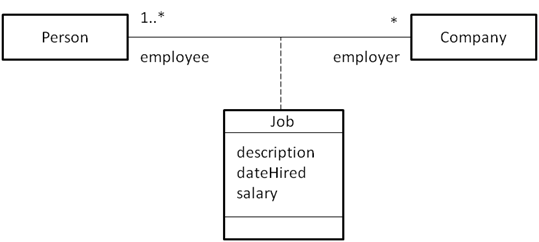 Person
1..*
*
Company
employee
employer
Job
description
dateHired
salary